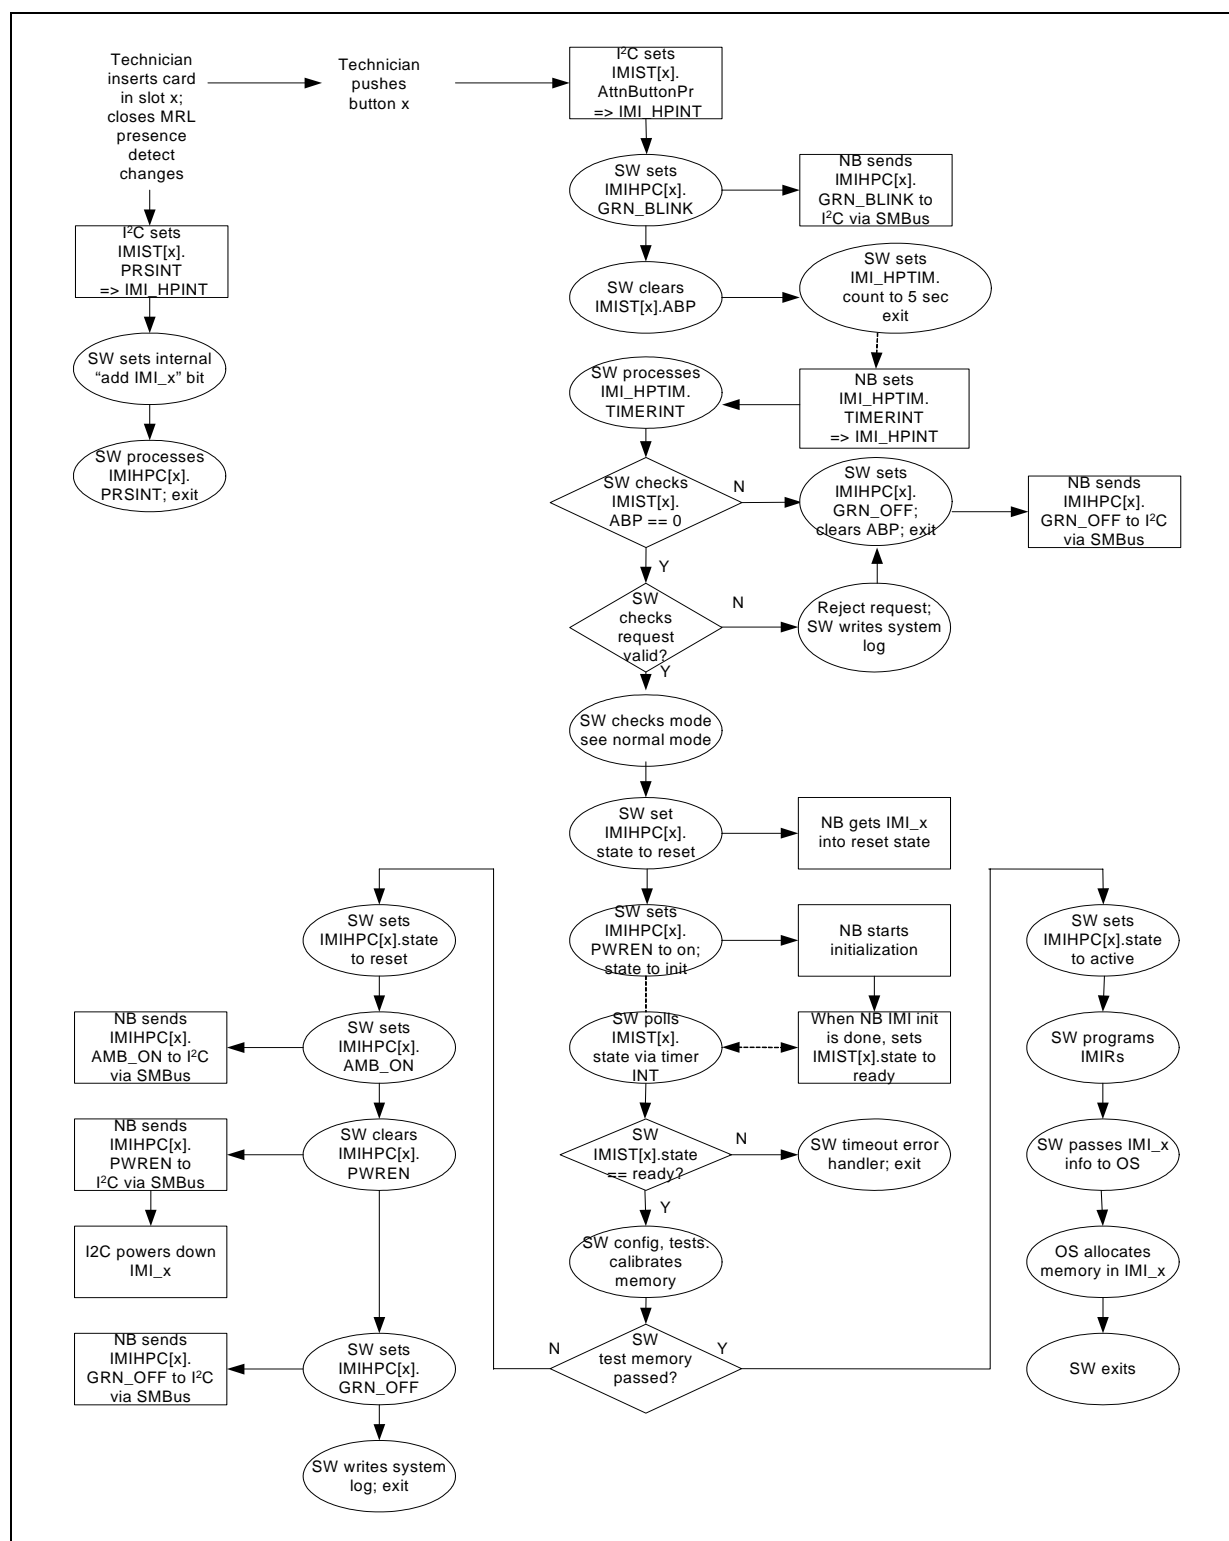 Technician
inserts card
in slot x;
closes MRL
presence
detect
changes
Technician
pushes
button x
I²C sets
IMIST[x].
AttnButtonPr
=> IMI_HPINT
SW sets
IMIHPC[x].
GRN_BLINK
NB sends
IMIHPC[x].
GRN_BLINK to
I²C via SMBus
I²C sets
IMIST[x].
PRSINT
=> IMI_HPINT
SW clears
IMIST[x].ABP
SW sets
IMI_HPTIM.
count to 5 sec
exit
SW sets internal
“add IMI_x” bit
SW processes
IMI_HPTIM.
TIMERINT
NB sets
IMI_HPTIM.
TIMERINT
=> IMI_HPINT
SW processes
IMIHPC[x].
PRSINT; exit
SW checks
IMIST[x].
ABP == 0
N
SW sets
IMIHPC[x].
GRN_OFF;
clears ABP; exit
NB sends
IMIHPC[x].
GRN_OFF to I²C
via SMBus
Y
SW
checks
request
valid?
N
Reject request;
SW writes system
log
Y
SW checks mode
see normal mode
SW set
IMIHPC[x].
state to reset
NB gets IMI_x
into reset state
SW sets
IMIHPC[x].state
to reset
SW sets
IMIHPC[x].
PWREN to on;
state to init
NB starts
initialization
SW sets
IMIHPC[x].state
to active
NB sends
IMIHPC[x].
AMB_ON to I²C
via SMBus
SW sets
IMIHPC[x].
AMB_ON
SW polls
IMIST[x].
state via timer
INT
When NB IMI init
is done, sets
IMIST[x].state to
ready
SW programs
IMIRs
NB sends
IMIHPC[x].
PWREN to
I²C via SMBus
SW clears
IMIHPC[x].
PWREN
SW
IMIST[x].state
== ready?
N
SW timeout error
handler; exit
SW passes IMI_x
info to OS
Y
I2C powers down
IMI_x
SW config, tests.
calibrates
memory
OS allocates
memory in IMI_x
NB sends
IMIHPC[x].
GRN_OFF to I²C
via SMBus
SW sets
IMIHPC[x].
GRN_OFF
N
SW
test memory
passed?
Y
SW exits
SW writes system
log; exit